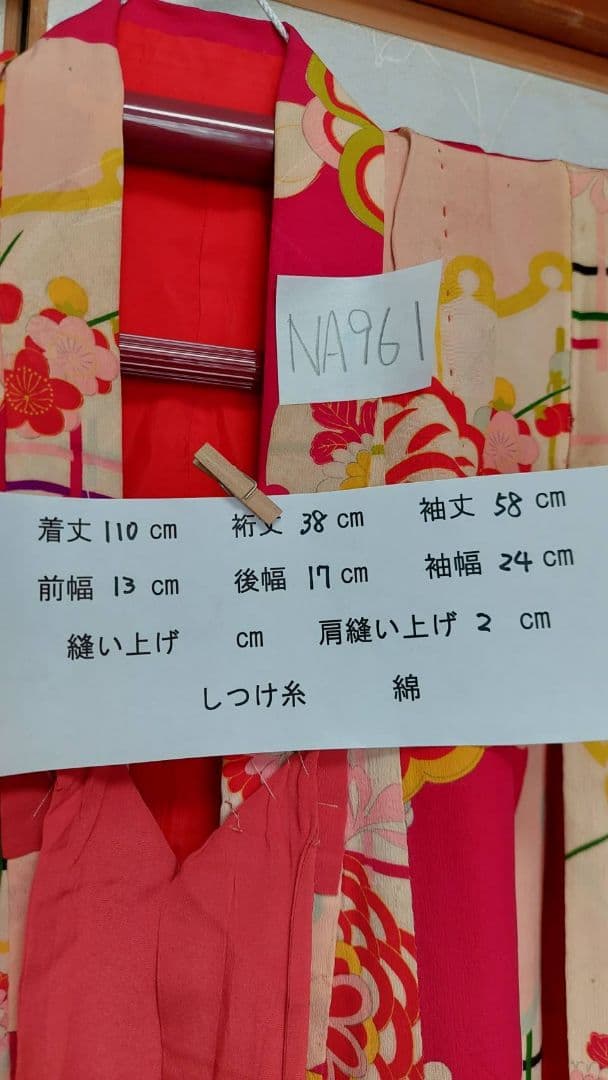 NA961
着丈 110 cm 裄丈 38 cm 袖丈 58 cm
前幅 13 cm 後幅 17 cm 袖幅 24 cm
縫い上げ cm 肩縫い上げ 2 cm
しつけ糸 綿